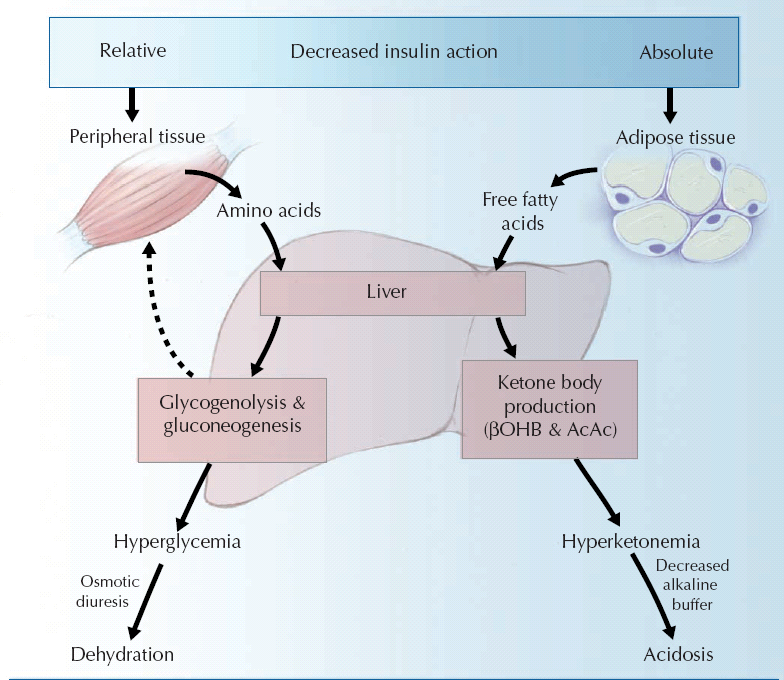 Relative
Decreased insulin action
Absolute
Peripheral tissue
Adipose tissue
Amino acids
Free fatty
acids
Liver
Glycogenolysis &
gluconeogenesis
Ketone body
production
(βOHB & AcAc)
Hyperglycemia
Hyperketonemia
Osmotic
diuresis
Decreased
alkaline
buffer
Dehydration
Acidosis